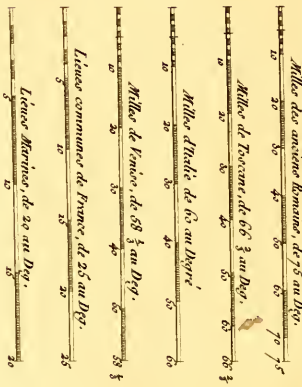 Milles des anciens Romains, de 75 au Deg.
10 20 30 40 50 60 70 75
Milles de Toscane, de 66 2/3 au Deg.
10 20 30 40 50 60 66 2/3
Milles d'Italie de 60 au Degré
10 20 30 40 50 60
Milles de Venise, de 58 1/3 au Deg.
10 20 30 40 50 58 1/3
Lieues communes de France, de 25 au Deg.
5 10 15 20 25
Lieues Marines, de 20 au Deg.
5 10 15 20